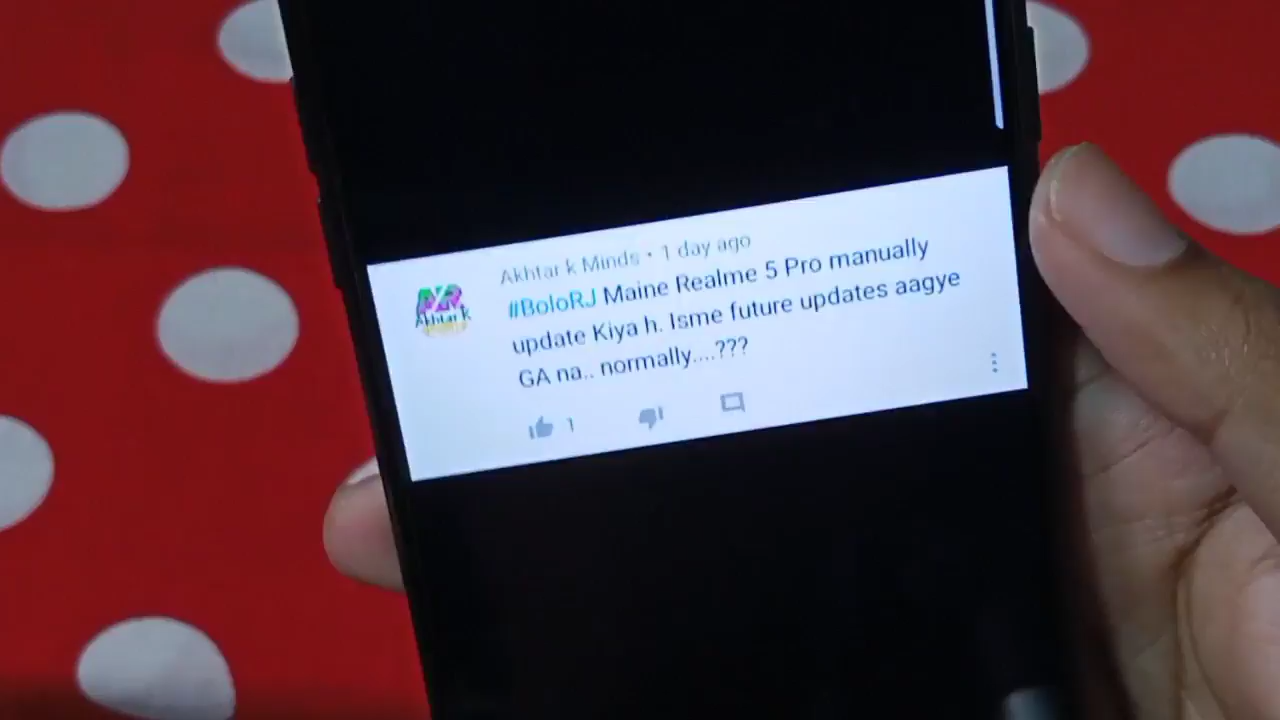 Akhtar k Minds • 1 day ago
#BoloRJ Maine Realme 5 Pro manually
update Kiya h. Isme future updates aagye
GA na.. normally....???
1
Akhtar k